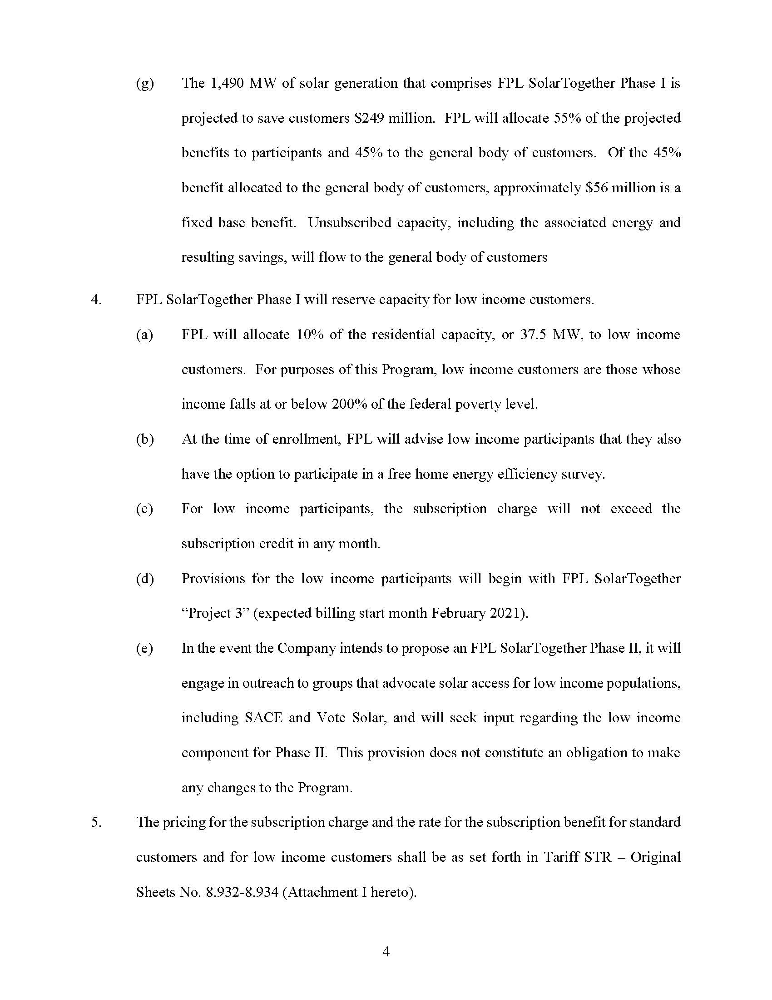 (g) The 1,490 MW of solar generation that comprises FPL SolarTogether Phase I is
projected to save customers $249 million.  FPL will allocate 55% of the projected
benefits to participants and 45% to the general body of customers.  Of the 45%
benefit allocated to the general body of customers, approximately $56 million is a
fixed base benefit.  Unsubscribed capacity, including the associated energy and
resulting savings, will flow to the general body of customers
4. FPL SolarTogether Phase I will reserve capacity for low income customers.
(a) FPL will allocate 10% of the residential capacity, or 37.5 MW, to low income
customers.  For purposes of this Program, low income customers are those whose
income falls at or below 200% of the federal poverty level.
(b) At the time of enrollment, FPL will advise low income participants that they also
have the option to participate in a free home energy efficiency survey.
(c) For low income participants, the subscription charge will not exceed the
subscription credit in any month.
(d) Provisions for the low income participants will begin with FPL SolarTogether
“Project 3” (expected billing start month February 2021).
(e) In the event the Company intends to propose an FPL SolarTogether Phase II, it will
engage in outreach to groups that advocate solar access for low income populations,
including SACE and Vote Solar, and will seek input regarding the low income
component for Phase II.  This provision does not constitute an obligation to make
any changes to the Program.
5. The pricing for the subscription charge and the rate for the subscription benefit for standard
customers and for low income customers shall be as set forth in Tariff STR – Original
Sheets No. 8.932-8.934 (Attachment I hereto).
4